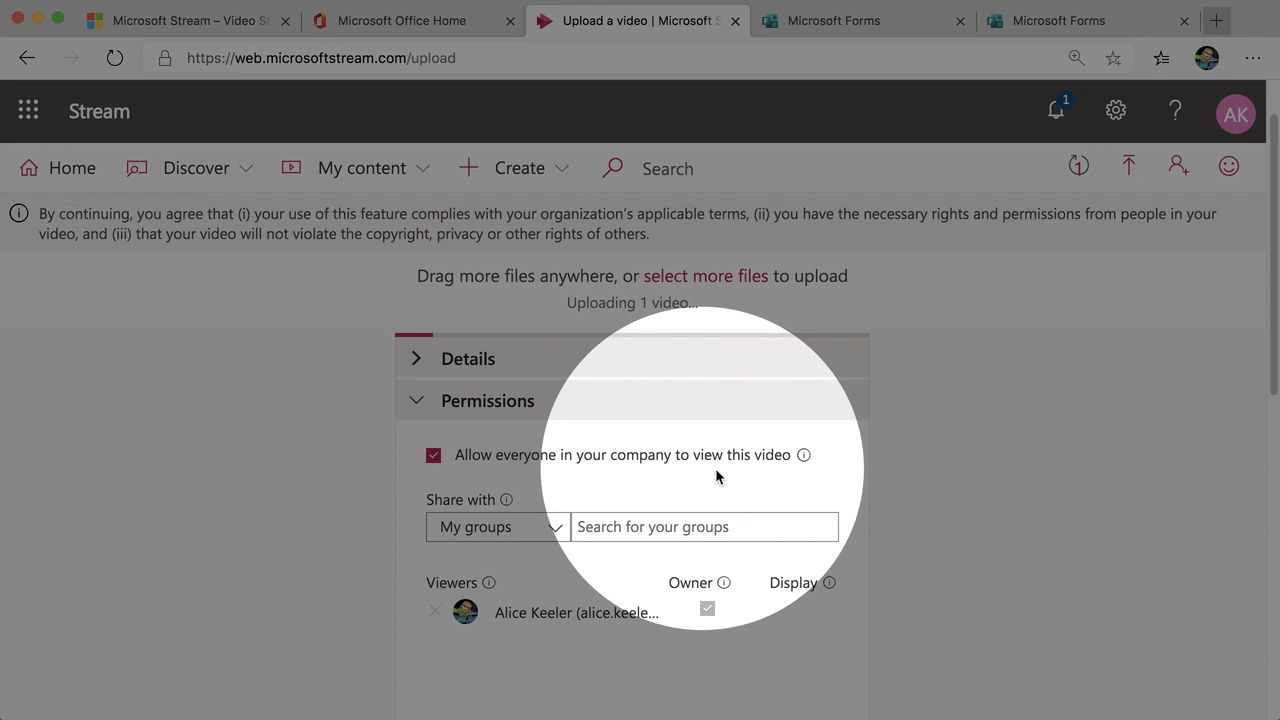 Microsoft Stream – Video St
Microsoft Office Home
Upload a video | Microsoft S
Microsoft Forms
Microsoft Forms
https://web.microsoftstream.com/upload
Stream
1
AK
Home
Discover
My content
Create
Search
1
By continuing, you agree that (i) your use of this feature complies with your organization's applicable terms, (ii) you have the necessary rights and permissions from people in your
video, and (iii) that your video will not violate the copyright, privacy or other rights of others.
Drag more files anywhere, or select more files to upload
Uploading 1 video...
Details
Permissions
Allow everyone in your company to view this video
Share with
My groups
Search for your groups
Viewers
Owner
Display
Alice Keeler (alice.keele...